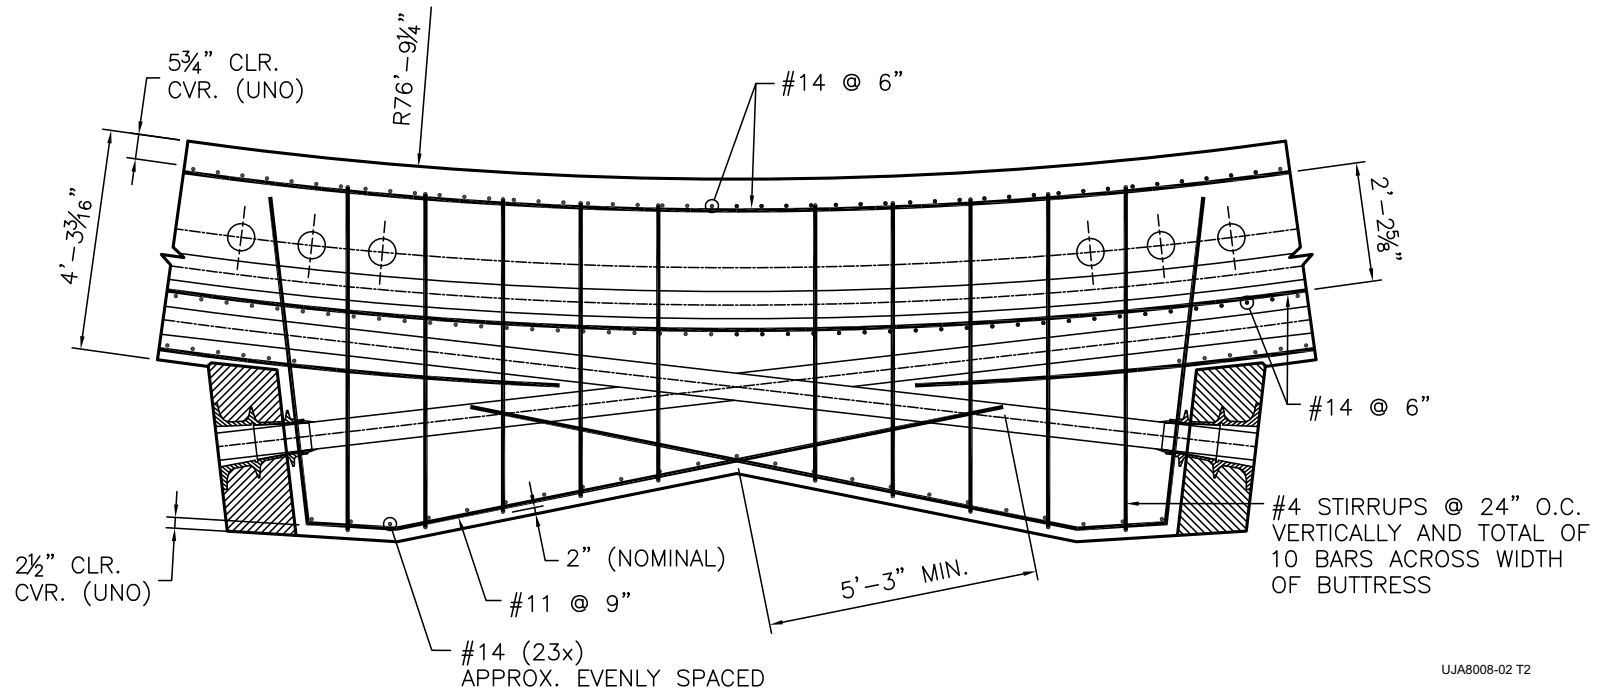 5¾” CLR.
CVR. (UNO)
R76’–9¼”
#14 @ 6”
4’–3³⁄₁₆”
2’–2⅝”
#14 @ 6”
#4 STIRRUPS @ 24” O.C.
VERTICALLY AND TOTAL OF
10 BARS ACROSS WIDTH
OF BUTTRESS
2½” CLR.
CVR. (UNO)
2” (NOMINAL)
5’–3” MIN.
#11 @ 9”
#14 (23x)
APPROX. EVENLY SPACED
UJA8008-02 T2